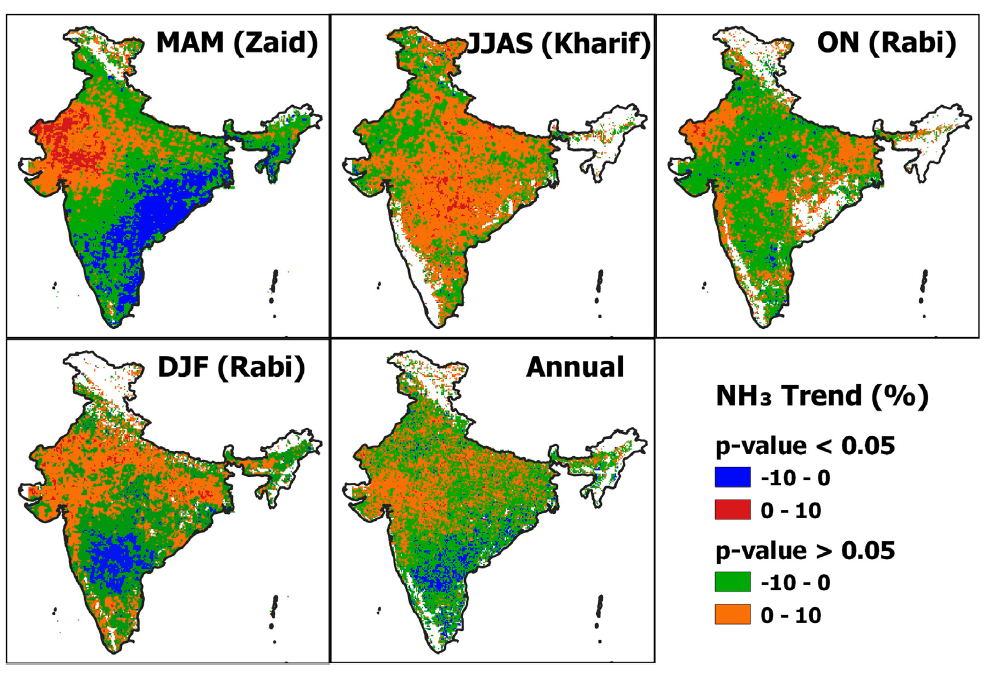 MAM (Zaid)
JJAS (Kharif)
ON (Rabi)
DJF (Rabi)
Annual
NH₃ Trend (%)
p-value < 0.05
-10 - 0
0 - 10
p-value > 0.05
-10 - 0
0 - 10